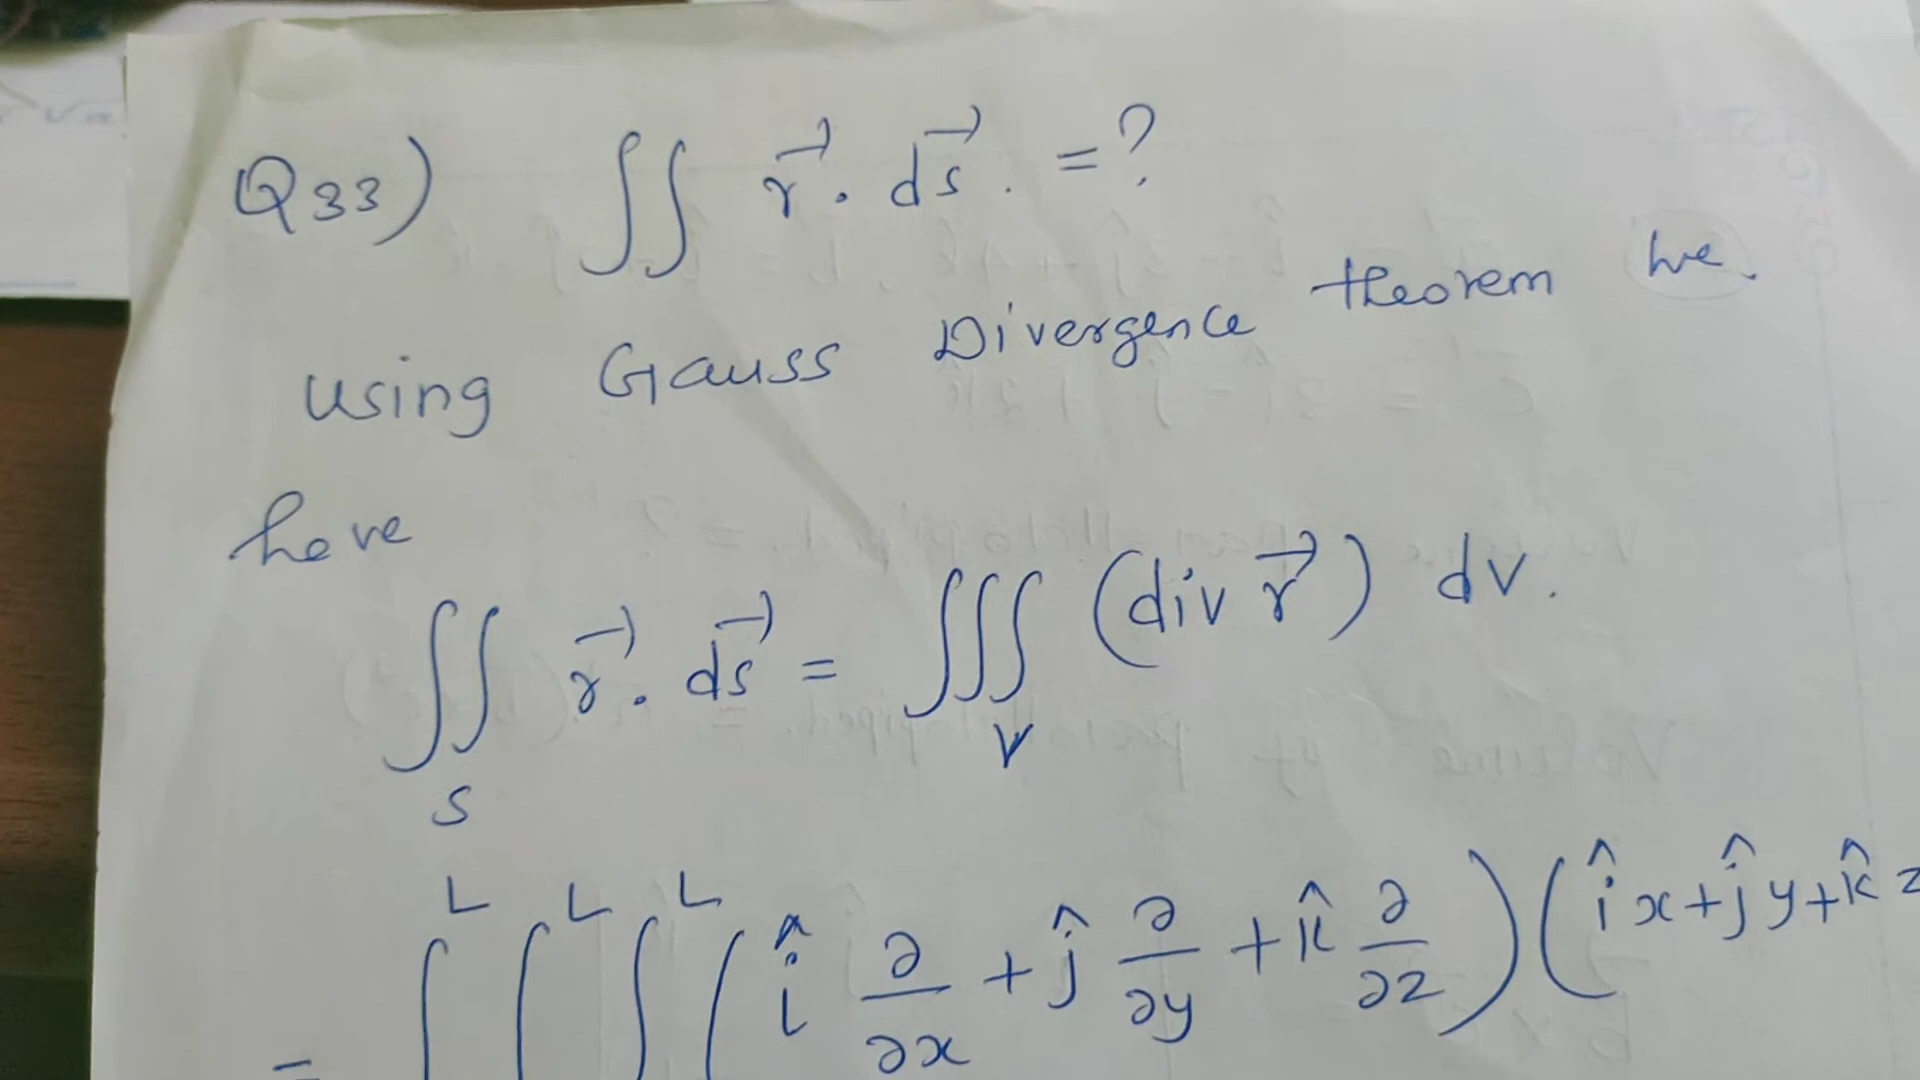 Q33) ∬ r⃗ . ds⃗ . = ?
using Gauss Divergence theorem we
have
∬ r⃗ . ds⃗ = ∭ (div r⃗) dv.
S V
L L L
= ∫ ∫ ∫ (î ∂/∂x + ĵ ∂/∂y + k̂ ∂/∂z) (î x + ĵ y + k̂ z